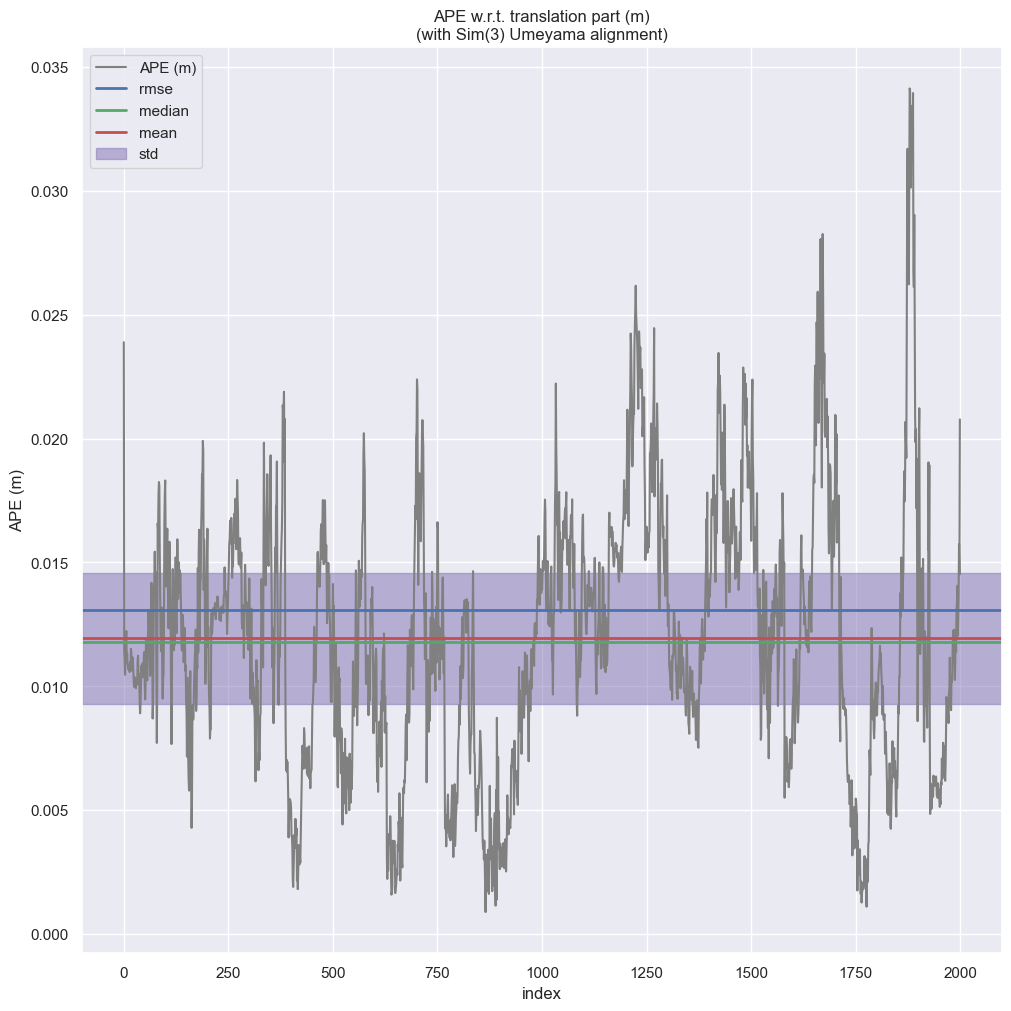 APE w.r.t. translation part (m)
(with Sim(3) Umeyama alignment)
APE (m)
rmse
median
mean
std
APE (m)
0.035
0.030
0.025
0.020
0.015
0.010
0.005
0.000
0 250 500 750 1000 1250 1500 1750 2000
index